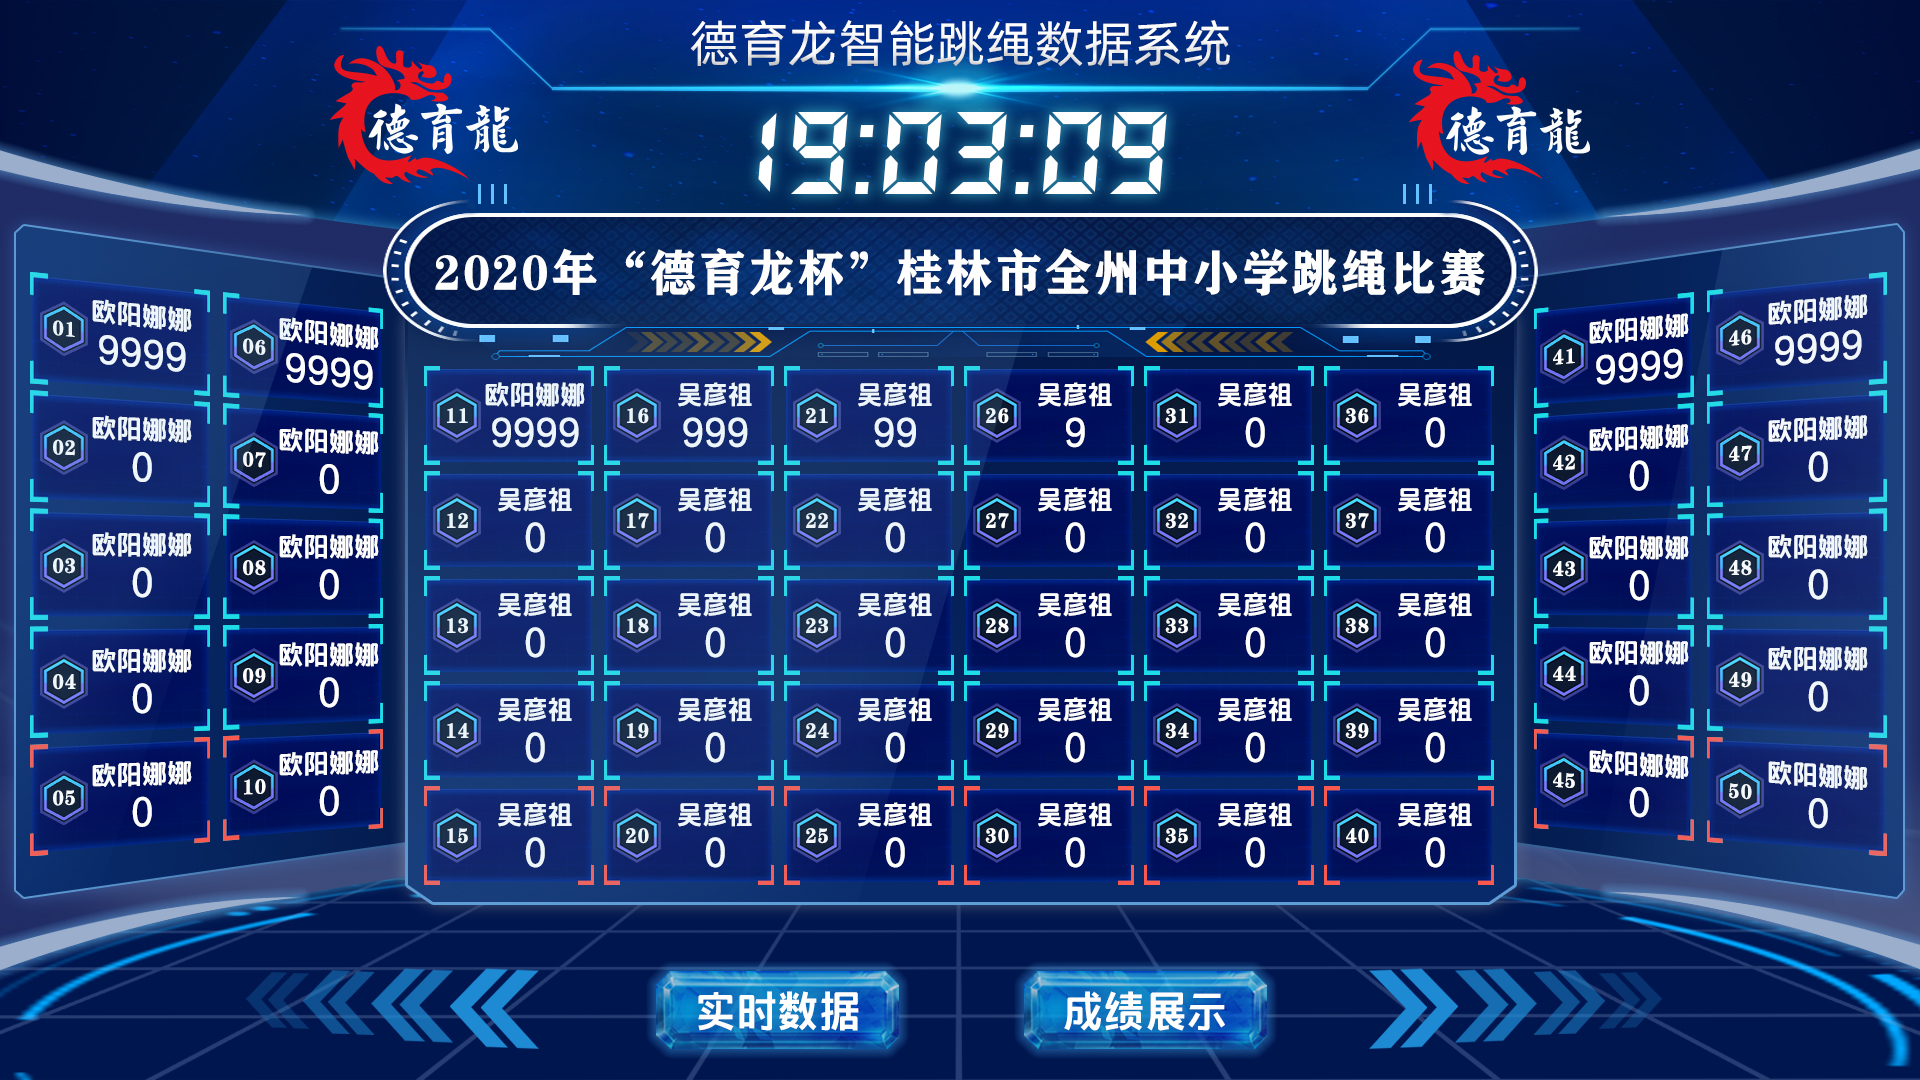 德育龙智能跳绳数据系统
德育龍
德育龍
19:03:09
2020年“德育龙杯”桂林市全州中小学跳绳比赛
01 欧阳娜娜 9999
02 欧阳娜娜 0
03 欧阳娜娜 0
04 欧阳娜娜 0
05 欧阳娜娜 0
06 欧阳娜娜 9999
07 欧阳娜娜 0
08 欧阳娜娜 0
09 欧阳娜娜 0
10 欧阳娜娜 0
11 欧阳娜娜 9999
12 吴彦祖 0
13 吴彦祖 0
14 吴彦祖 0
15 吴彦祖 0
16 吴彦祖 999
17 吴彦祖 0
18 吴彦祖 0
19 吴彦祖 0
20 吴彦祖 0
21 吴彦祖 99
22 吴彦祖 0
23 吴彦祖 0
24 吴彦祖 0
25 吴彦祖 0
26 吴彦祖 9
27 吴彦祖 0
28 吴彦祖 0
29 吴彦祖 0
30 吴彦祖 0
31 吴彦祖 0
32 吴彦祖 0
33 吴彦祖 0
34 吴彦祖 0
35 吴彦祖 0
36 吴彦祖 0
37 吴彦祖 0
38 吴彦祖 0
39 吴彦祖 0
40 吴彦祖 0
41 欧阳娜娜 9999
42 欧阳娜娜 0
43 欧阳娜娜 0
44 欧阳娜娜 0
45 欧阳娜娜 0
46 欧阳娜娜 9999
47 欧阳娜娜 0
48 欧阳娜娜 0
49 欧阳娜娜 0
50 欧阳娜娜 0
实时数据
成绩展示